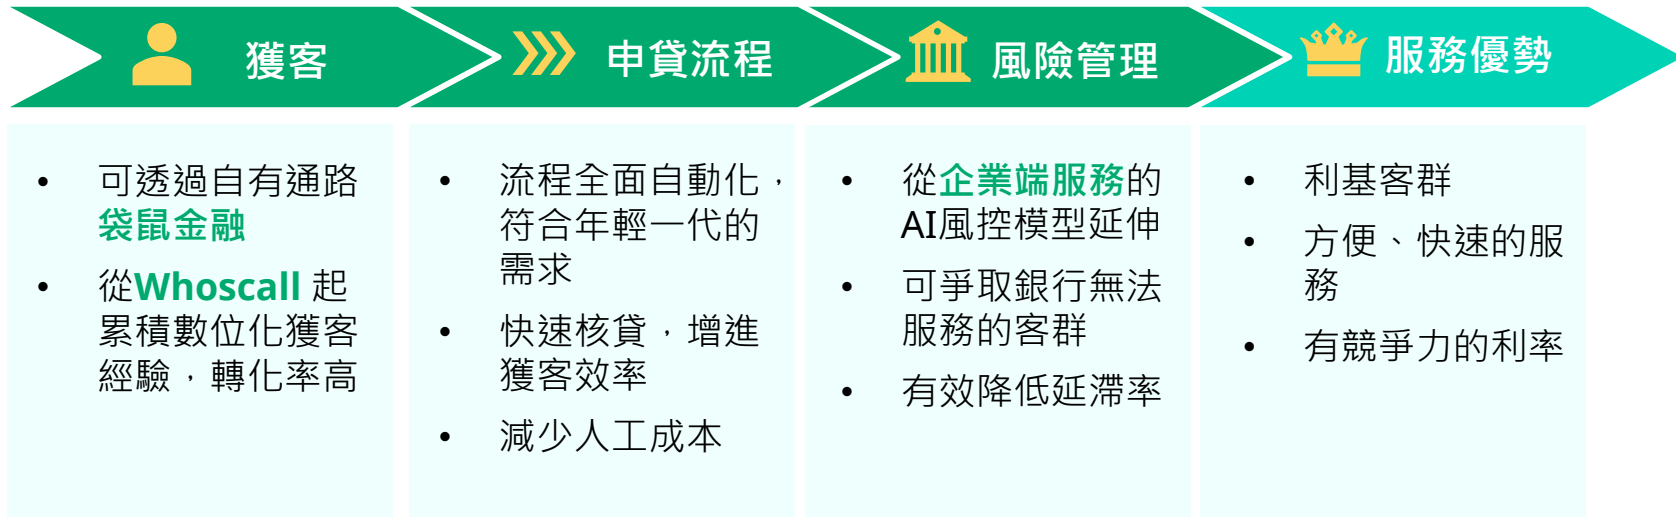 獲客
申貸流程
風險管理
服務優勢
• 可透過自有通路
袋鼠金融
• 從Whoscall 起
累積數位化獲客
經驗，轉化率高
• 流程全面自動化，
符合年輕一代的
需求
• 快速核貸，增進
獲客效率
• 減少人工成本
• 從企業端服務的
AI風控模型延伸
• 可爭取銀行無法
服務的客群
• 有效降低延滯率
• 利基客群
• 方便、快速的服
務
• 有競爭力的利率